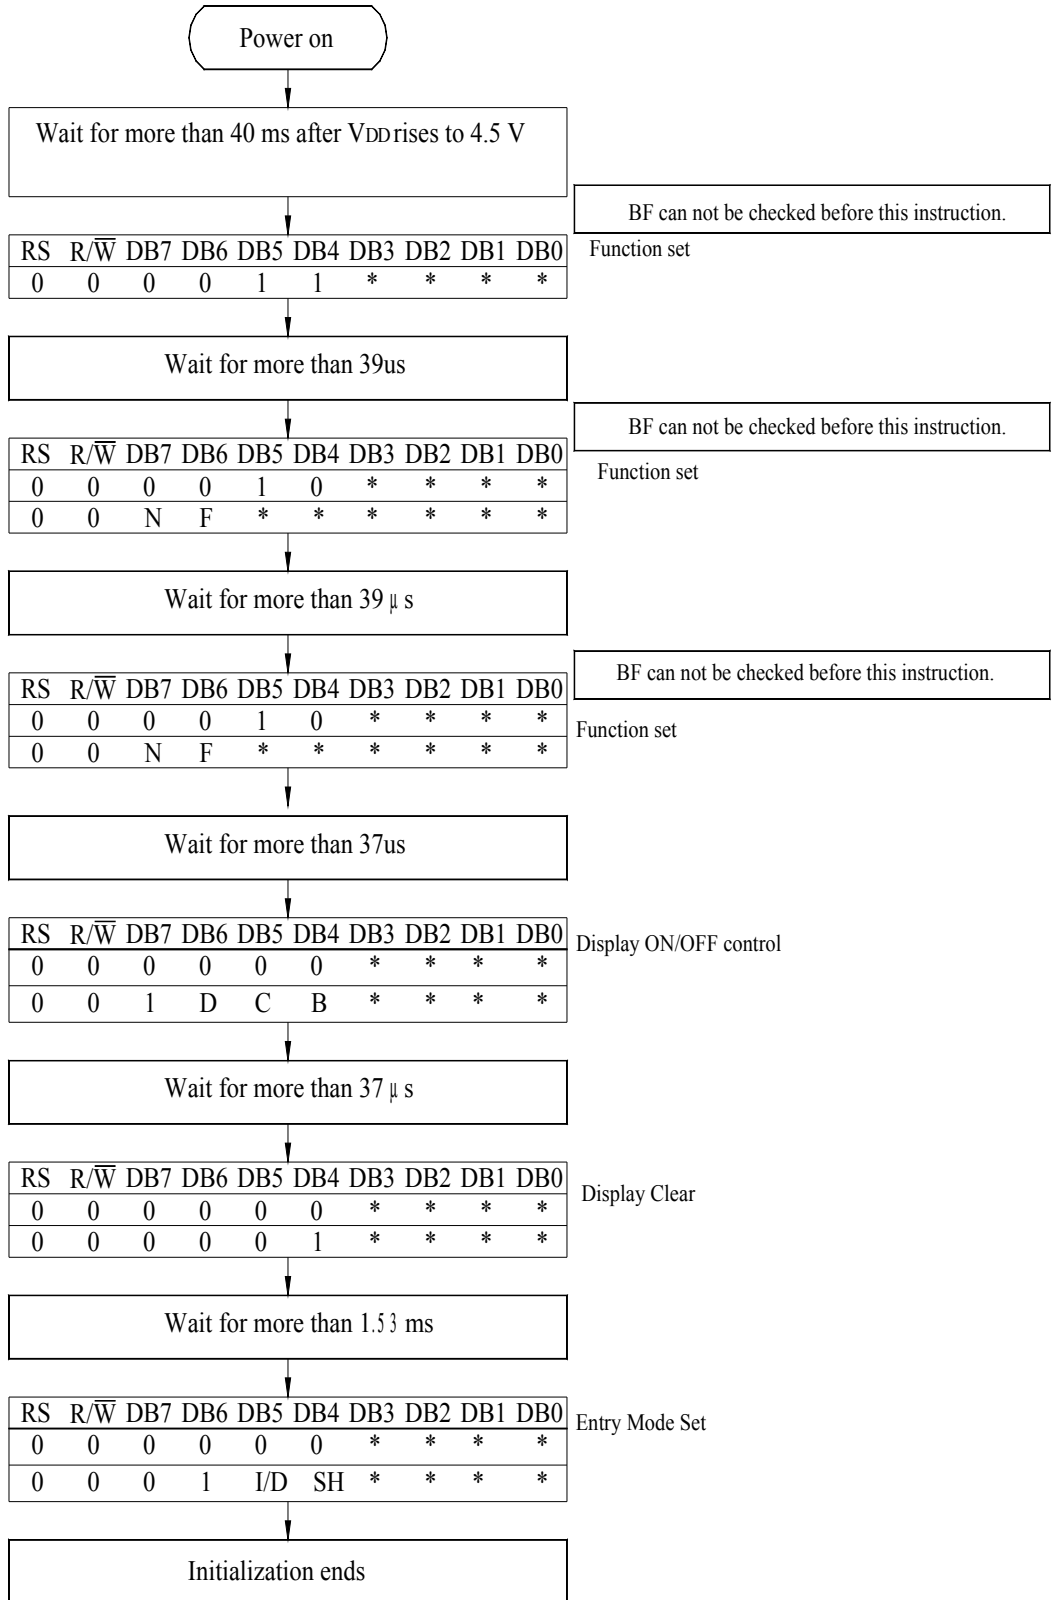 Power on
Wait for more than 40 ms after VDD rises to 4.5 V
BF can not be checked before this instruction.
RS R/W̅ DB7 DB6 DB5 DB4 DB3 DB2 DB1 DB0
Function set
0 0 0 0 1 1 * * * *
Wait for more than 39us
BF can not be checked before this instruction.
RS R/W̅ DB7 DB6 DB5 DB4 DB3 DB2 DB1 DB0
Function set
0 0 0 0 1 0 * * * *
0 0 N F * * * * * *
Wait for more than 39 μ s
BF can not be checked before this instruction.
RS R/W̅ DB7 DB6 DB5 DB4 DB3 DB2 DB1 DB0
0 0 0 0 1 0 * * * *
Function set
0 0 N F * * * * * *
Wait for more than 37us
RS R/W̅ DB7 DB6 DB5 DB4 DB3 DB2 DB1 DB0
Display ON/OFF control
0 0 0 0 0 0 * * * *
0 0 1 D C B * * * *
Wait for more than 37 μ s
RS R/W̅ DB7 DB6 DB5 DB4 DB3 DB2 DB1 DB0
Display Clear
0 0 0 0 0 0 * * * *
0 0 0 0 0 1 * * * *
Wait for more than 1.53 ms
RS R/W̅ DB7 DB6 DB5 DB4 DB3 DB2 DB1 DB0
Entry Mode Set
0 0 0 0 0 0 * * * *
0 0 0 1 I/D SH * * * *
Initialization ends